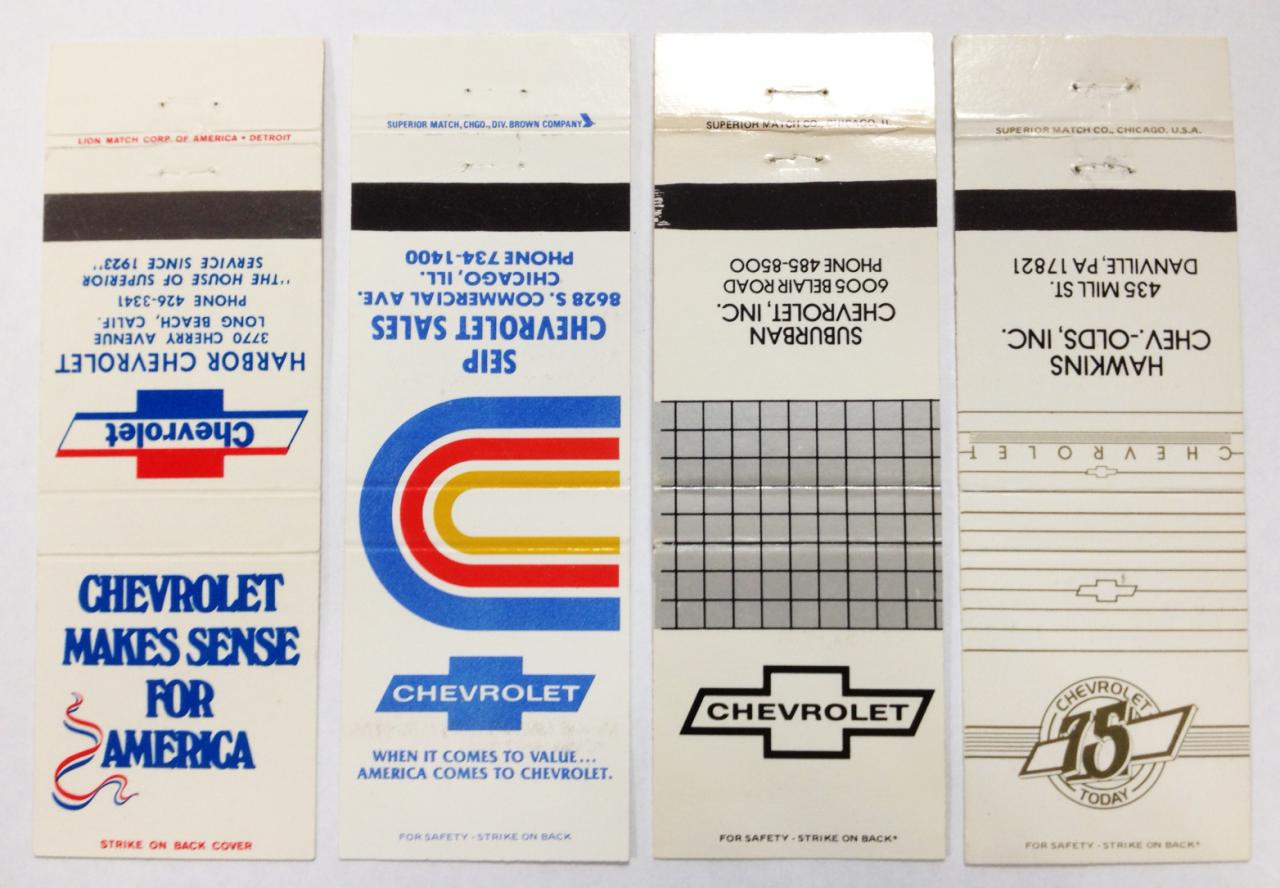 LION MATCH CORP. OF AMERICA • DETROIT
"THE HOUSE OF SUPERIOR
SERVICE SINCE 1923"
HARBOR CHEVROLET
3770 CHERRY AVENUE
LONG BEACH, CALIF.
PHONE 426-3341
Chevrolet
CHEVROLET
MAKES SENSE
FOR
AMERICA
STRIKE ON BACK COVER
SUPERIOR MATCH, CHGO., DIV. BROWN COMPANY
SEIP
CHEVROLET SALES
8628 S. COMMERCIAL AVE.
CHICAGO, ILL.
PHONE 734-1400
CHEVROLET
WHEN IT COMES TO VALUE...
AMERICA COMES TO CHEVROLET.
FOR SAFETY - STRIKE ON BACK
SUPERIOR MATCH CO., CHICAGO, IL
SUBURBAN
CHEVROLET, INC.
6005 BELAIR ROAD
PHONE 485-8500
CHEVROLET
FOR SAFETY - STRIKE ON BACK*
SUPERIOR MATCH CO., CHICAGO, U.S.A.
HAWKINS
CHEV.-OLDS, INC.
435 MILL ST.
DANVILLE, PA 17821
CHEVROLET
CHEVROLET
75
TODAY
FOR SAFETY - STRIKE ON BACK*